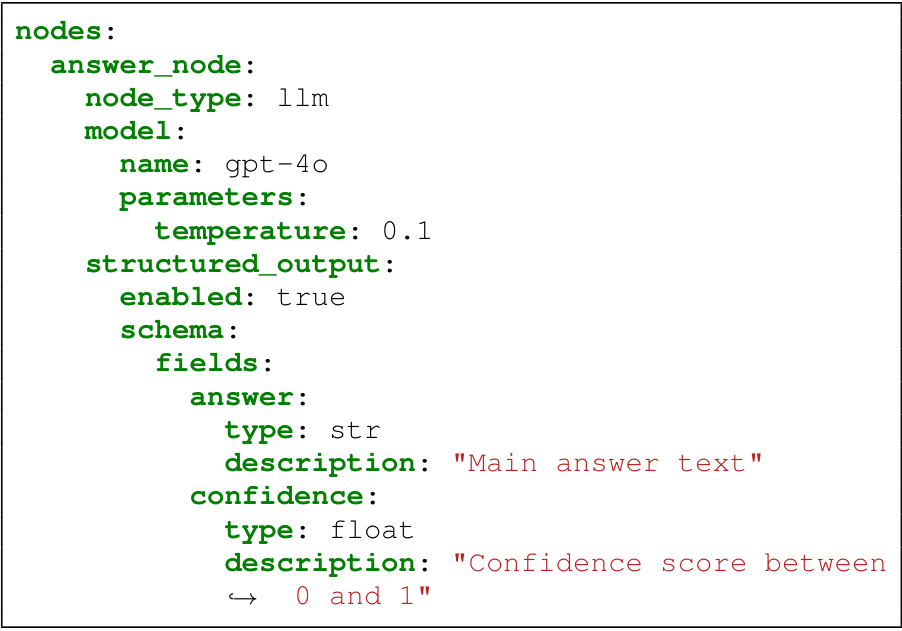 nodes:
  answer_node:
    node_type: llm
    model:
      name: gpt-4o
      parameters:
        temperature: 0.1
    structured_output:
      enabled: true
      schema:
        fields:
          answer:
            type: str
            description: "Main answer text"
          confidence:
            type: float
            description: "Confidence score between
            ↪ 0 and 1"